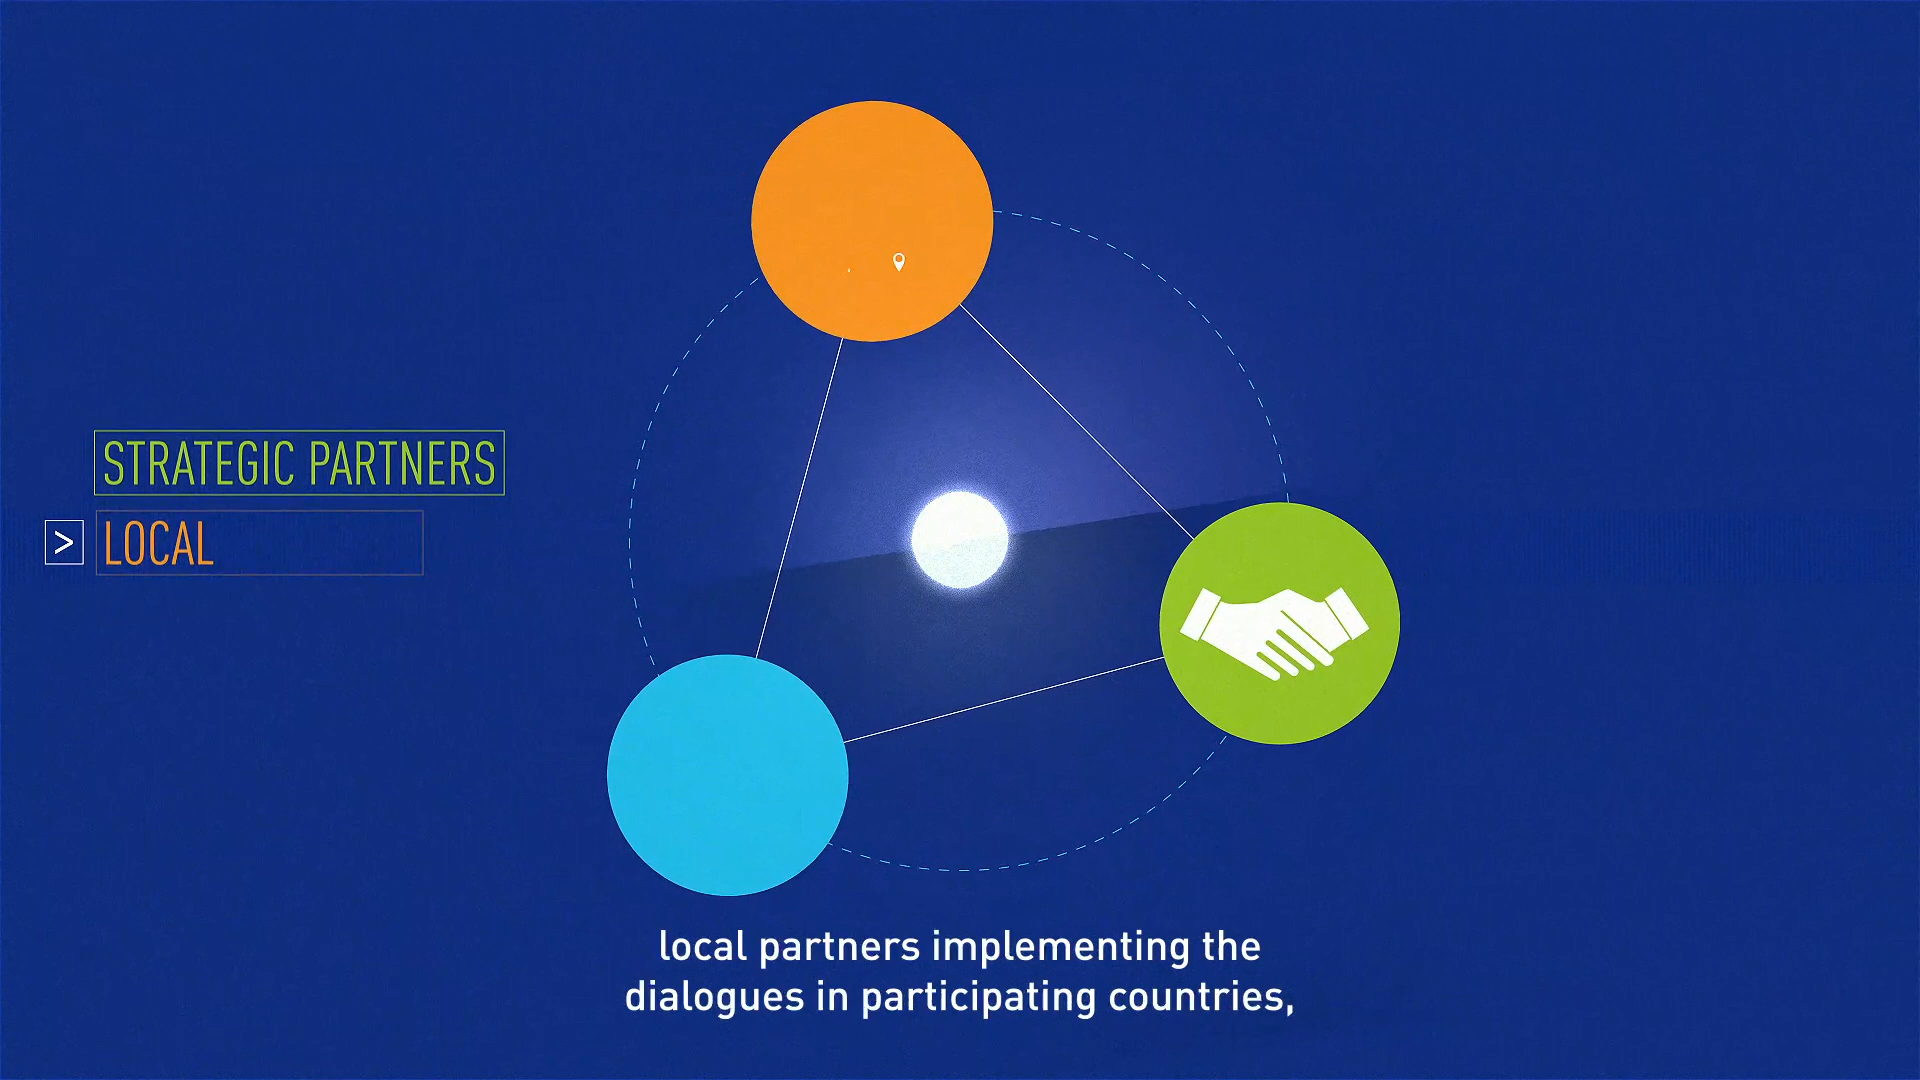 STRATEGIC PARTNERS
> LOCAL
local partners implementing the
dialogues in participating countries,